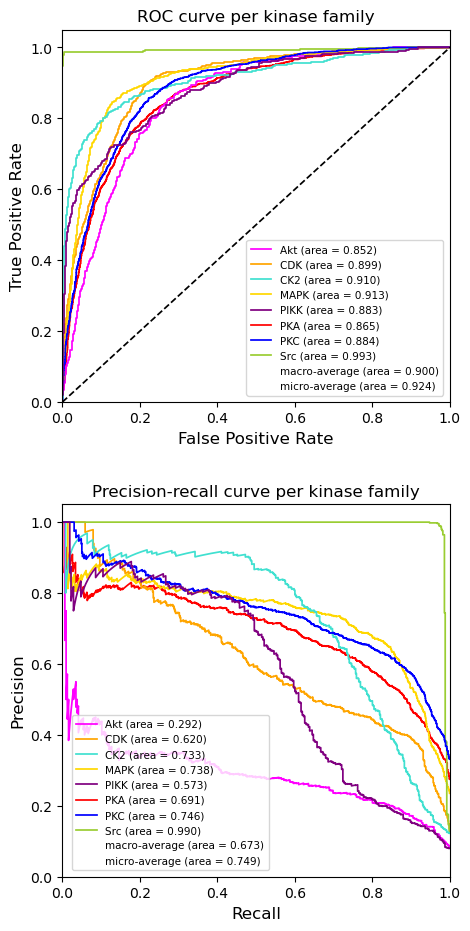 ROC curve per kinase family
1.0
0.8
0.6
0.4
0.2
0.0
True Positive Rate
Akt (area = 0.852)
CDK (area = 0.899)
CK2 (area = 0.910)
MAPK (area = 0.913)
PIKK (area = 0.883)
PKA (area = 0.865)
PKC (area = 0.884)
Src (area = 0.993)
macro-average (area = 0.900)
micro-average (area = 0.924)
0.0 0.2 0.4 0.6 0.8 1.0
False Positive Rate
Precision-recall curve per kinase family
1.0
0.8
0.6
0.4
0.2
0.0
Precision
Akt (area = 0.292)
CDK (area = 0.620)
CK2 (area = 0.733)
MAPK (area = 0.738)
PIKK (area = 0.573)
PKA (area = 0.691)
PKC (area = 0.746)
Src (area = 0.990)
macro-average (area = 0.673)
micro-average (area = 0.749)
0.0 0.2 0.4 0.6 0.8 1.0
Recall